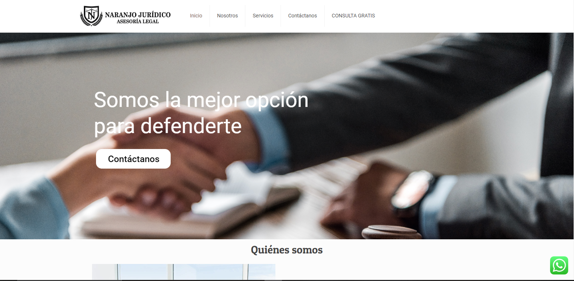 NARANJO JURÍDICO
ASESORÍA LEGAL
Inicio
Nosotros
Servicios
Contáctanos
CONSULTA GRATIS
Somos la mejor opción
para defenderte
Contáctanos
Quiénes somos